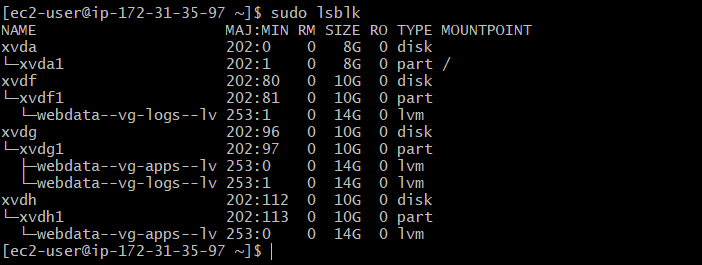 [ec2-user@ip-172-31-35-97 ~]$ sudo lsblk
NAME                    MAJ:MIN RM SIZE RO TYPE MOUNTPOINT
xvda                    202:0    0   8G  0 disk
└─xvda1                 202:1    0   8G  0 part /
xvdf                    202:80   0  10G  0 disk
└─xvdf1                 202:81   0  10G  0 part
  └─webdata--vg-logs--lv 253:1    0  14G  0 lvm
xvdg                    202:96   0  10G  0 disk
└─xvdg1                 202:97   0  10G  0 part
  ├─webdata--vg-apps--lv 253:0    0  14G  0 lvm
  └─webdata--vg-logs--lv 253:1    0  14G  0 lvm
xvdh                    202:112  0  10G  0 disk
└─xvdh1                 202:113  0  10G  0 part
  └─webdata--vg-apps--lv 253:0    0  14G  0 lvm
[ec2-user@ip-172-31-35-97 ~]$